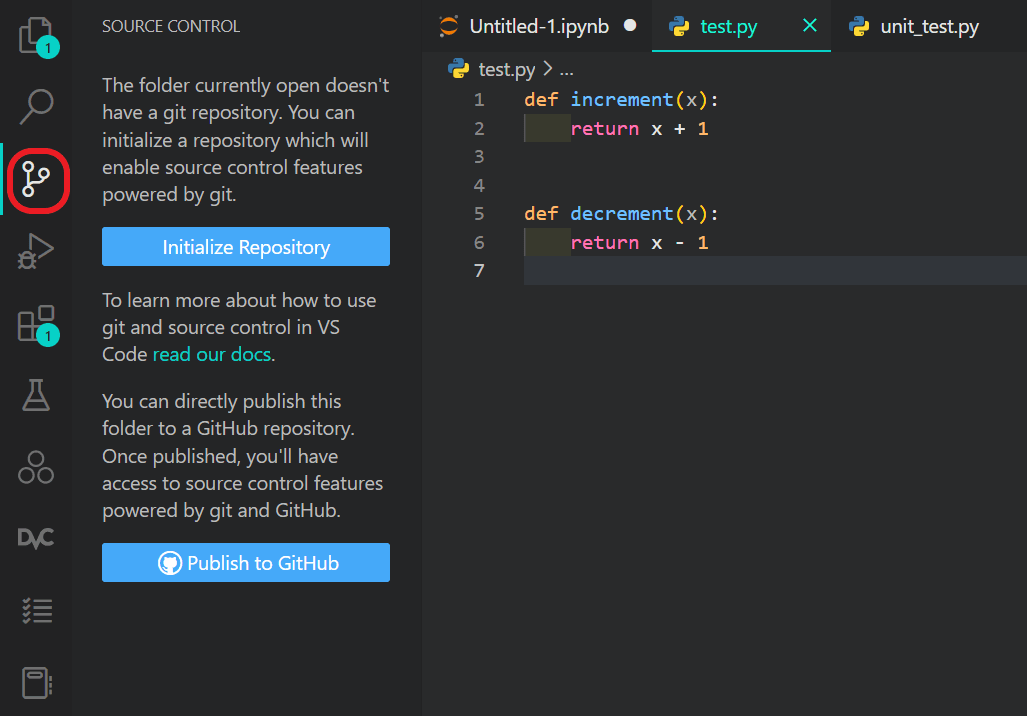 1
1
DVC
SOURCE CONTROL
The folder currently open doesn't
have a git repository. You can
initialize a repository which will
enable source control features
powered by git.
Initialize Repository
To learn more about how to use
git and source control in VS
Code read our docs.
You can directly publish this
folder to a GitHub repository.
Once published, you'll have
access to source control features
powered by git and GitHub.
Publish to GitHub
Untitled-1.ipynb test.py unit_test.py
test.py > ...
1 def increment(x):
2     return x + 1
3
4
5 def decrement(x):
6     return x - 1
7